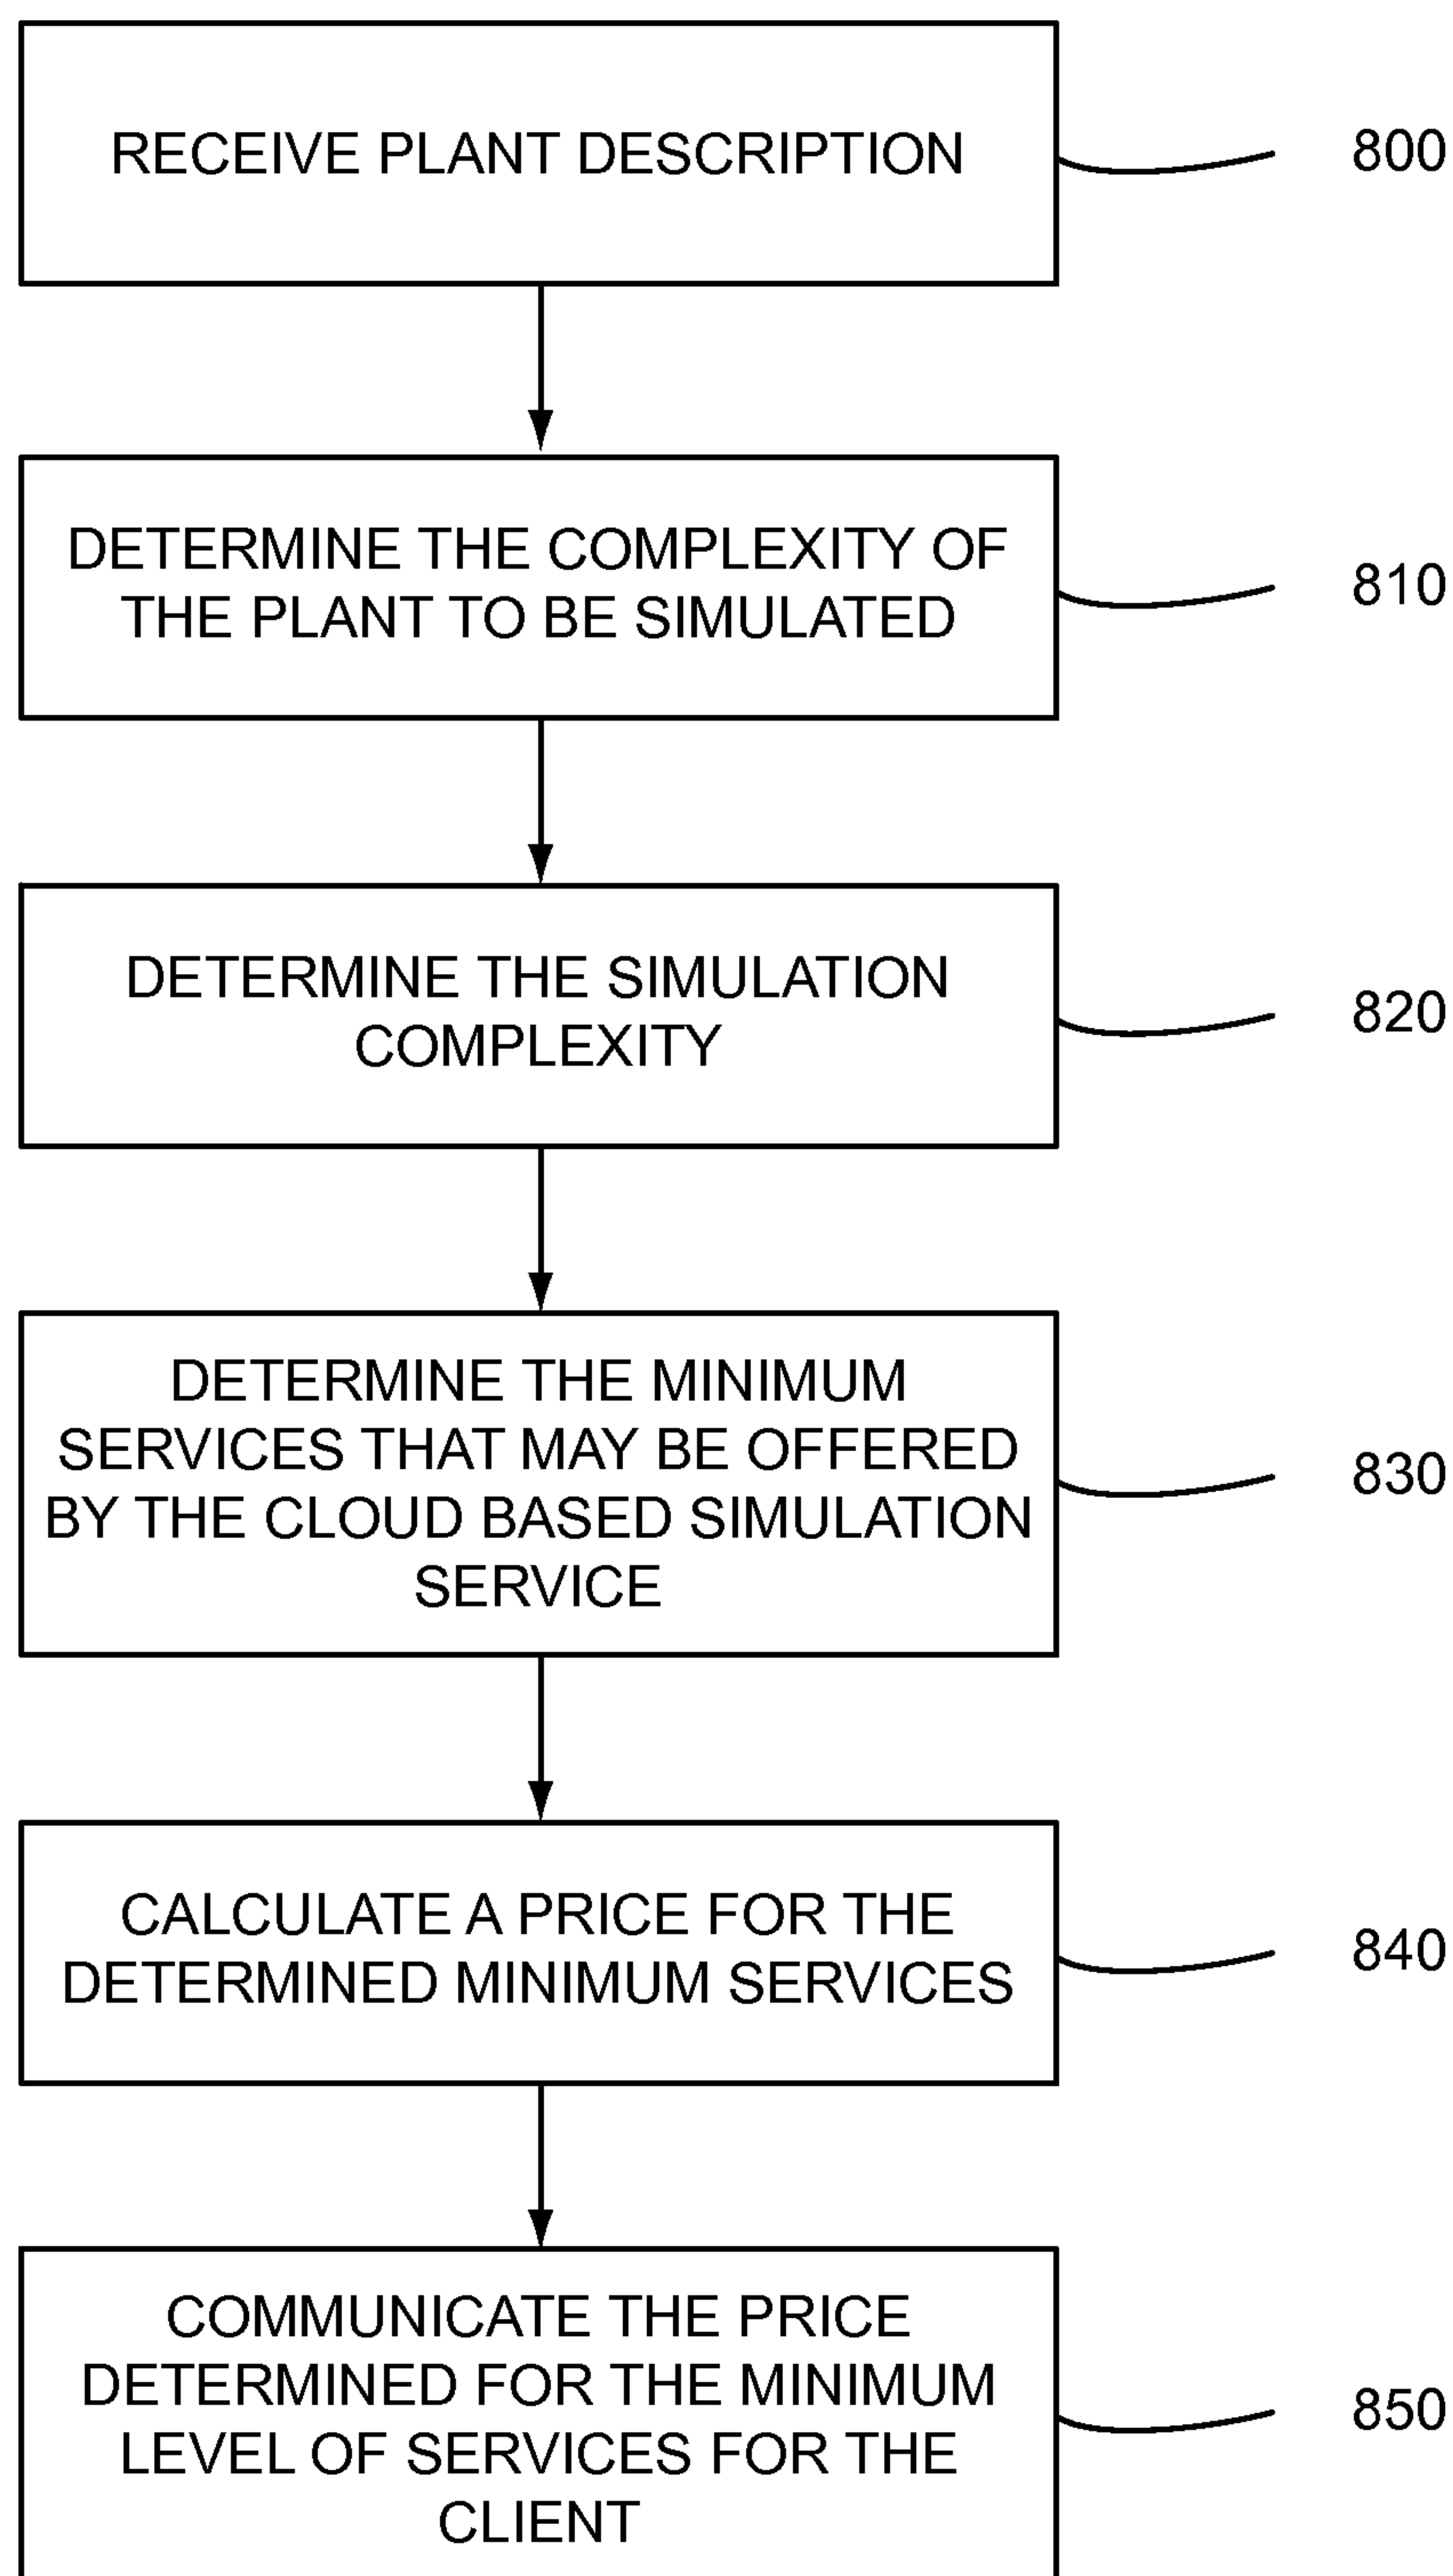 RECEIVE PLANT DESCRIPTION
800
DETERMINE THE COMPLEXITY OF
THE PLANT TO BE SIMULATED
810
DETERMINE THE SIMULATION
COMPLEXITY
820
DETERMINE THE MINIMUM
SERVICES THAT MAY BE OFFERED
BY THE CLOUD BASED SIMULATION
SERVICE
830
CALCULATE A PRICE FOR THE
DETERMINED MINIMUM SERVICES
840
COMMUNICATE THE PRICE
DETERMINED FOR THE MINIMUM
LEVEL OF SERVICES FOR THE
CLIENT
850